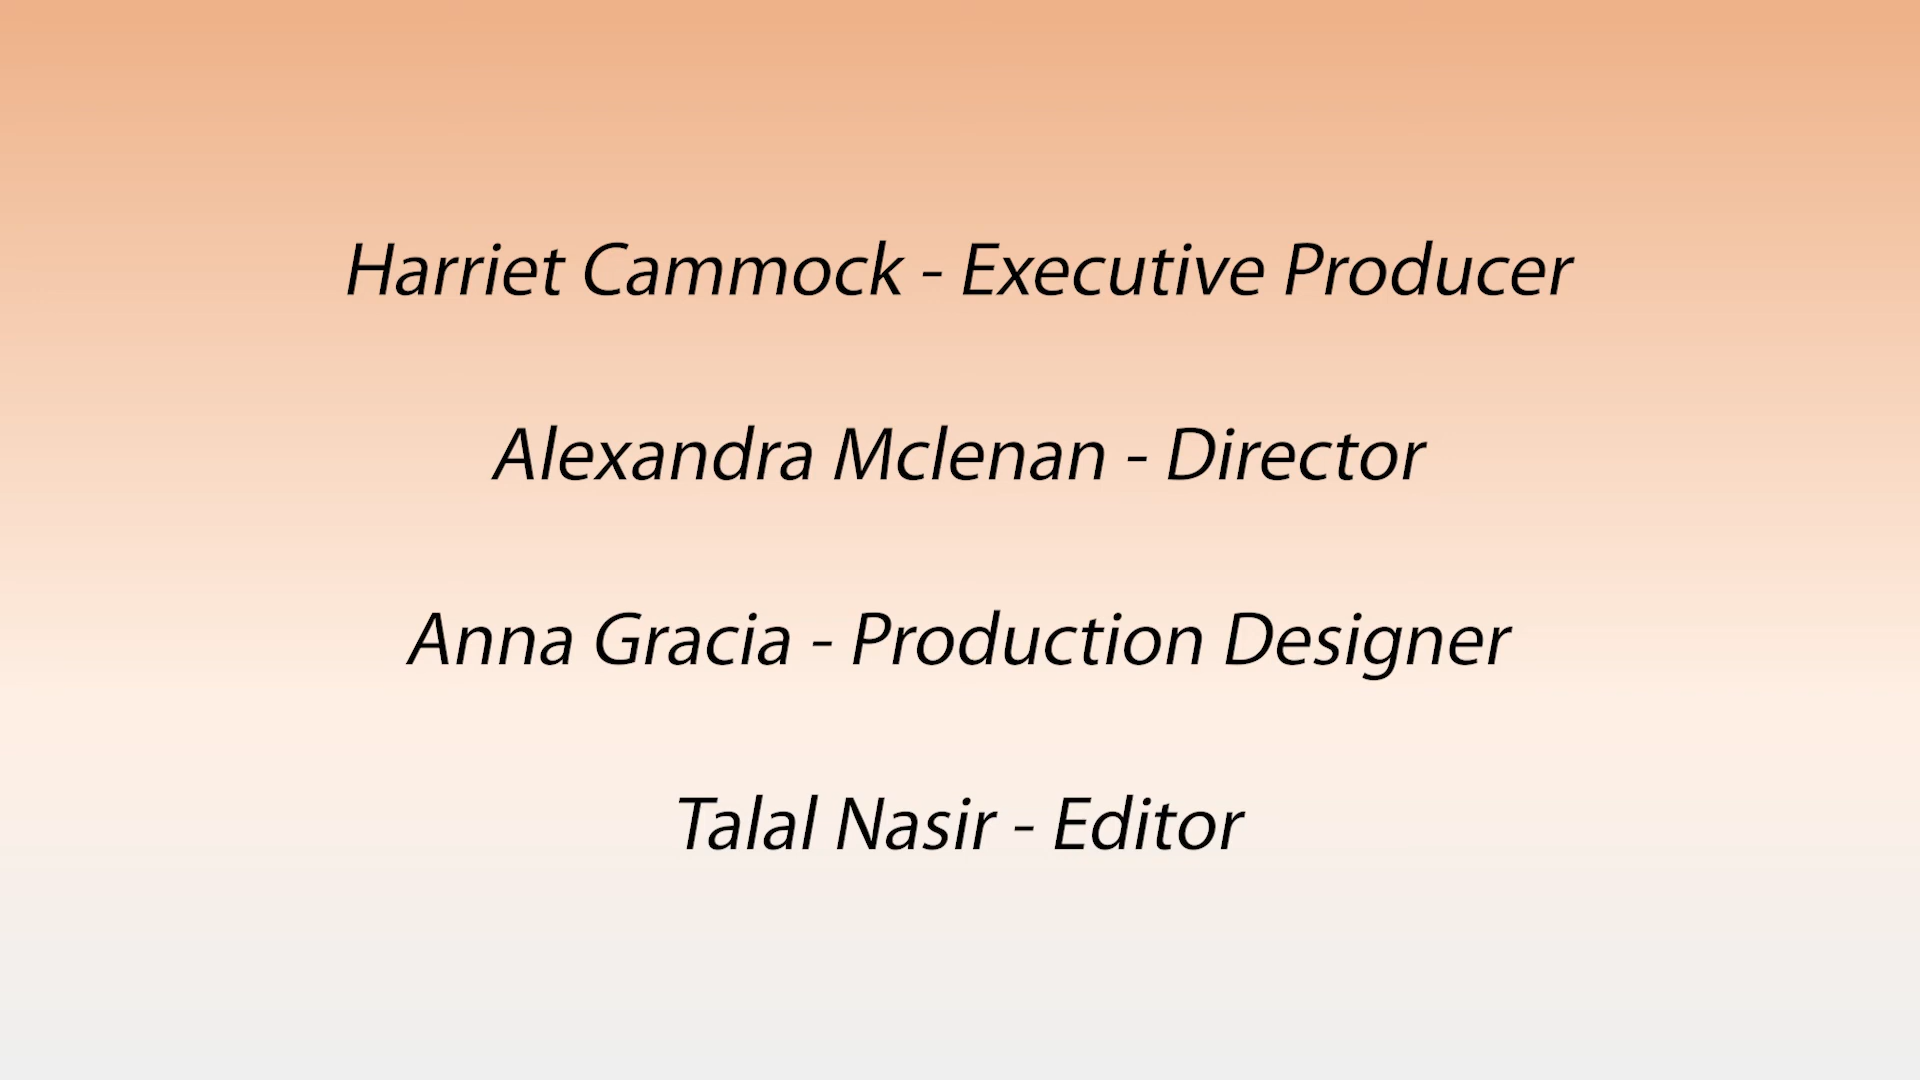 Harriet Cammock - Executive Producer
Alexandra Mclenan - Director
Anna Gracia - Production Designer
Talal Nasir - Editor